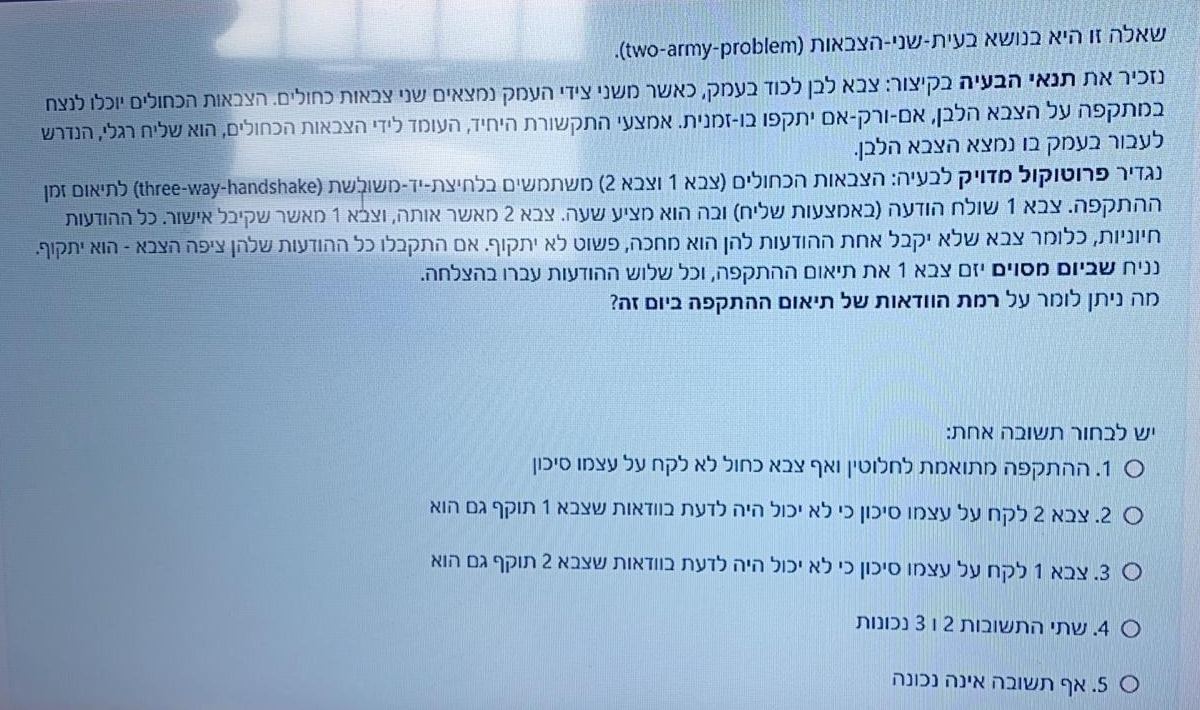 שאלה זו היא בנושא בעית-שני-הצבאות (two-army-problem).
נזכיר את תנאי הבעיה בקיצור: צבא לבן לכוד בעמק, כאשר משני צידי העמק נמצאים שני צבאות כחולים. הצבאות הכחולים יוכלו לנצח
במתקפה על הצבא הלבן, אם-ורק-אם יתקפו בו-זמנית. אמצעי התקשורת היחיד, העומד לידי הצבאות הכחולים, הוא שליח רגלי, הנדרש
לעבור בעמק בו נמצא הצבא הלבן.
נגדיר פרוטוקול מדויק לבעיה: הצבאות הכחולים (צבא 1 וצבא 2) משתמשים בלחיצת-יד-משולשת (three-way-handshake) לתיאום זמן
ההתקפה. צבא 1 שולח הודעה (באמצעות שליח) ובה הוא מציע שעה. צבא 2 מאשר אותה, וצבא 1 מאשר שקיבל אישור. כל ההודעות
חיוניות, כלומר צבא שלא יקבל אחת ההודעות להן הוא מחכה, פשוט לא יתקוף. אם התקבלו כל ההודעות שלהן ציפה הצבא - הוא יתקוף.
נניח שביום מסוים יזם צבא 1 את תיאום ההתקפה, וכל שלוש ההודעות עברו בהצלחה.
מה ניתן לומר על רמת הוודאות של תיאום ההתקפה ביום זה?
יש לבחור תשובה אחת:
1. ההתקפה מתואמת לחלוטין ואף צבא כחול לא לקח על עצמו סיכון
2. צבא 2 לקח על עצמו סיכון כי לא יכול היה לדעת בוודאות שצבא 1 תוקף גם הוא
3. צבא 1 לקח על עצמו סיכון כי לא יכול היה לדעת בוודאות שצבא 2 תוקף גם הוא
4. שתי התשובות 2 ו 3 נכונות
5. אף תשובה אינה נכונה